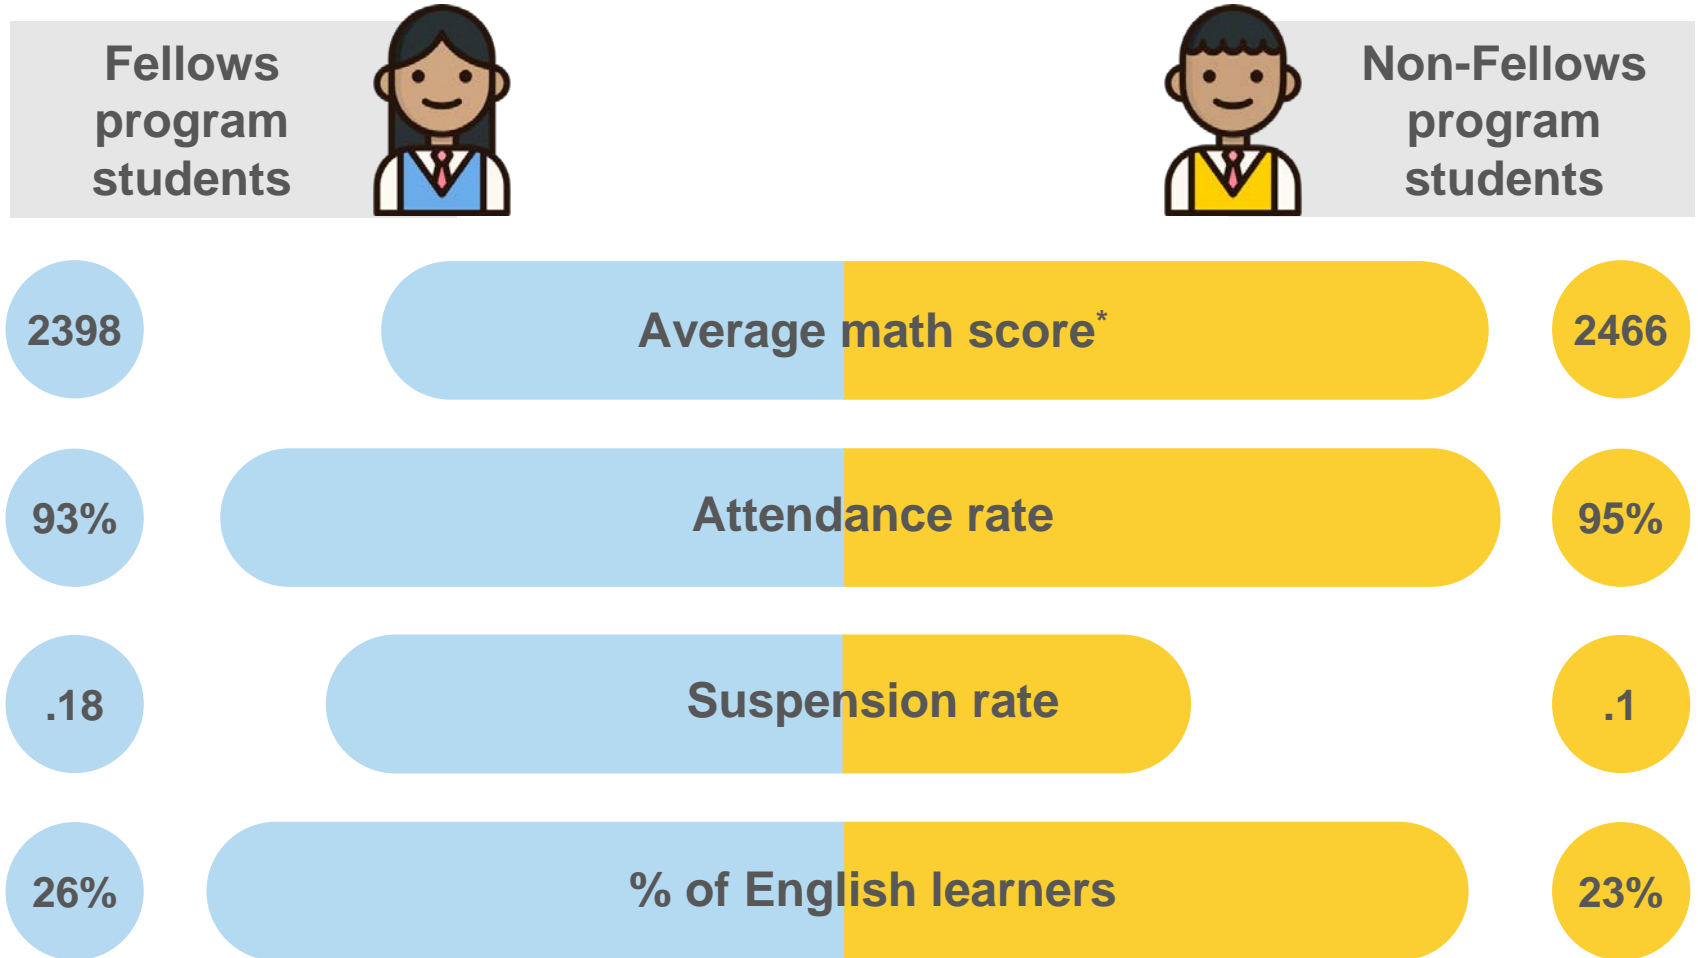 Fellows
program
students
Non-Fellows
program
students
2398
Average math score*
2466
93%
Attendance rate
95%
.18
Suspension rate
.1
26%
% of English learners
23%